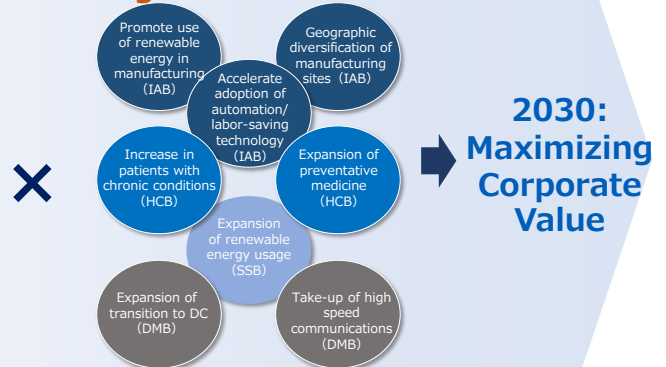 Promote use
of renewable
energy in
manufacturing
(IAB)
Geographic
diversification of
manufacturing
sites (IAB)
Accelerate
adoption of
automation/
labor-saving
technology
(IAB)
Increase in
patients with
chronic conditions
(HCB)
Expansion of
preventative
medicine
(HCB)
Expansion
of renewable
energy usage
(SSB)
Expansion of
transition to DC
(DMB)
Take-up of high
speed
communications
(DMB)
×
2030:
Maximizing
Corporate
Value